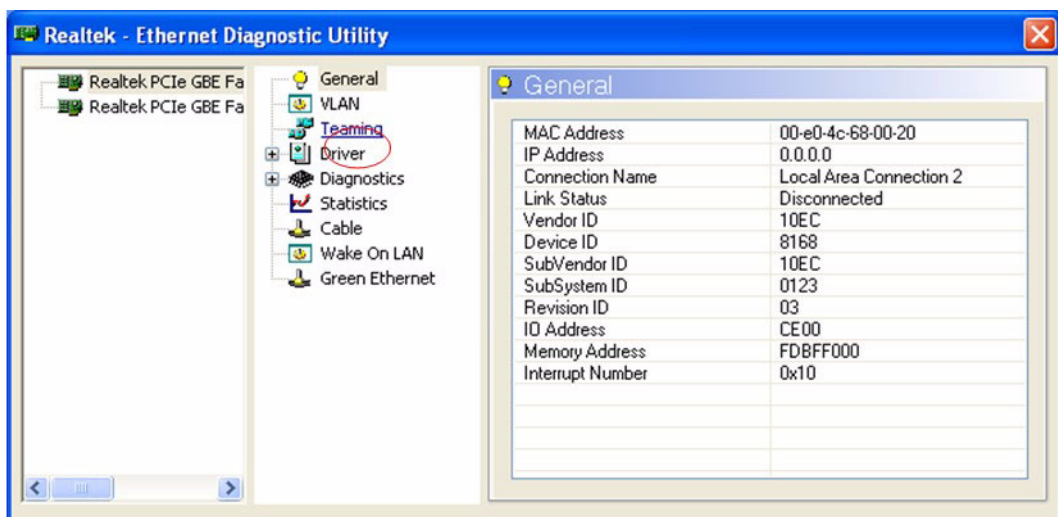 Realtek - Ethernet Diagnostic Utility
Realtek PCIe GBE Fa
Realtek PCIe GBE Fa
General
VLAN
Teaming
Driver
Diagnostics
Statistics
Cable
Wake On LAN
Green Ethernet
General
MAC Address 00-e0-4c-68-00-20
IP Address 0.0.0.0
Connection Name Local Area Connection 2
Link Status Disconnected
Vendor ID 10EC
Device ID 8168
SubVendor ID 10EC
SubSystem ID 0123
Revision ID 03
IO Address CE00
Memory Address FDBFF000
Interrupt Number 0x10